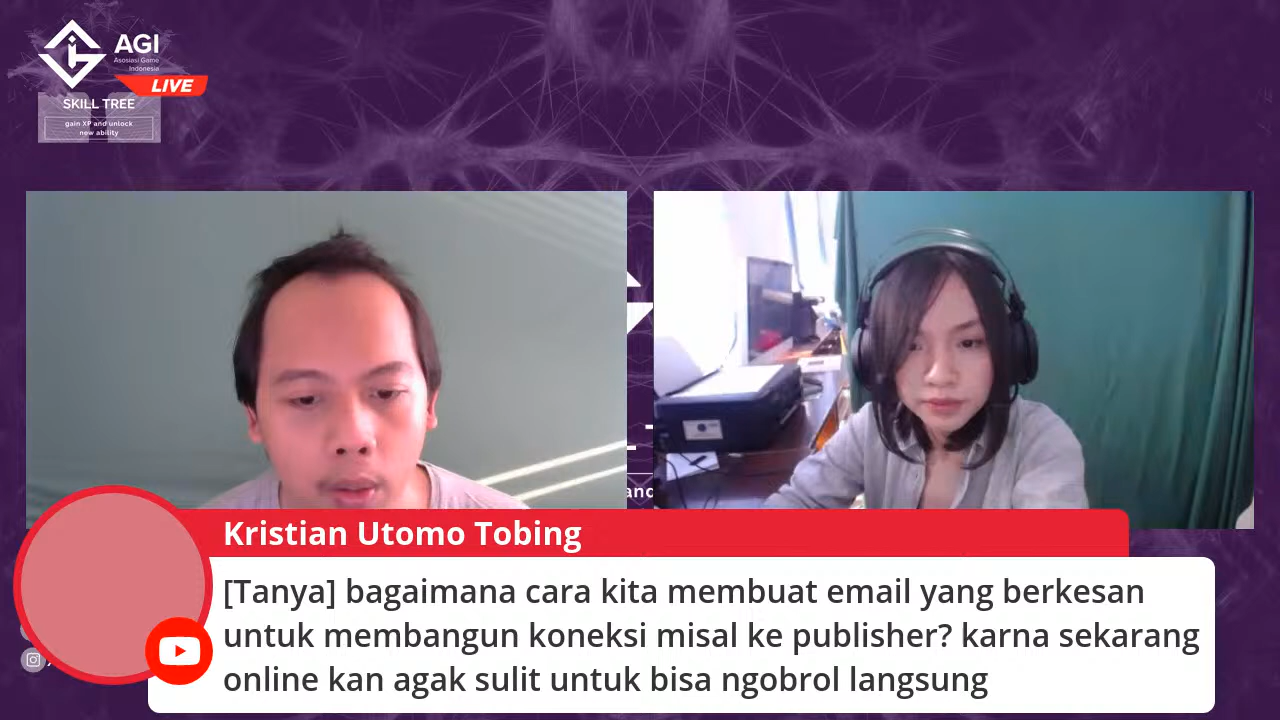 AGI
Asosiasi Game
Indonesia
LIVE
SKILL TREE
gain XP and unlock
new ability
Kristian Utomo Tobing
[Tanya] bagaimana cara kita membuat email yang berkesan
untuk membangun koneksi misal ke publisher? karna sekarang
online kan agak sulit untuk bisa ngobrol langsung